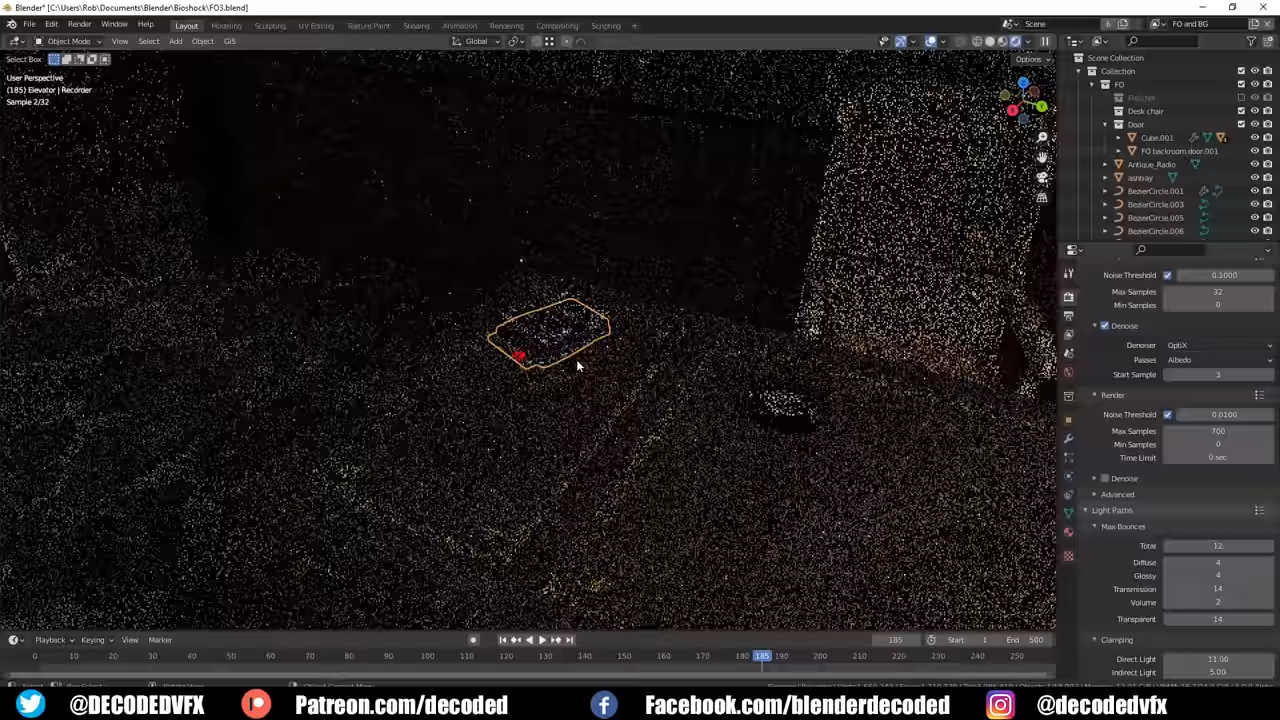 Blender* [C:\Users\Rob\Documents\Blender\Bioshock\FO3.blend]
File Edit Render Window Help Layout Modeling Sculpting UV Editing Texture Paint Shading Animation Rendering Compositing Scripting + Scene 6 FO and BG
Object Mode View Select Add Object GIS Global
Select Box Options
User Perspective
(185) Elevator | Recorder
Sample 2/32
Scene Collection
Collection
FO
Desk chair
Door
Cube.001
FO backroom door.001
Antique_Radio
ashtray
BezierCircle.001
BezierCircle.003
BezierCircle.005
BezierCircle.006
Noise Threshold 0.1000
Max Samples 32
Min Samples 0
Denoise
Denoiser OptiX
Passes Albedo
Start Sample 3
Render
Noise Threshold 0.0100
Max Samples 700
Min Samples 0
Time Limit 0 sec
Denoise
Advanced
Light Paths
Max Bounces
Total 12
Diffuse 4
Glossy 4
Transmission 14
Volume 2
Transparent 14
Clamping
Direct Light 11.00
Indirect Light 5.00
Playback Keying View Marker 185 Start 1 End 500
0 10 20 30 40 50 60 70 80 90 100 110 120 130 140 150 160 170 180 185 190 200 210 220 230 240 250
@DECODEDVFX Patreon.com/decoded Facebook.com/blenderdecoded @decodedvfx